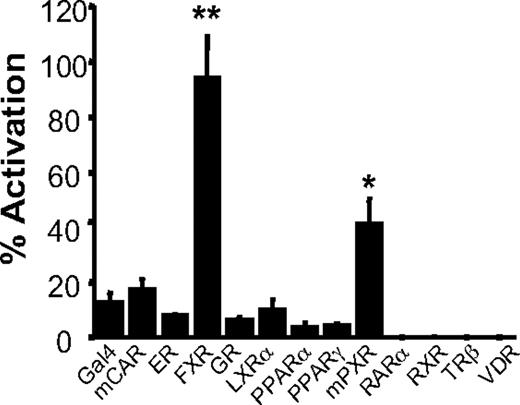 % Activation
120
100
80
60
40
20
0
**
*
Gal4
mCAR
ER
FXR
GR
LXRα
PPARα
PPARγ
mPXR
RARα
RXR
TRβ
VDR